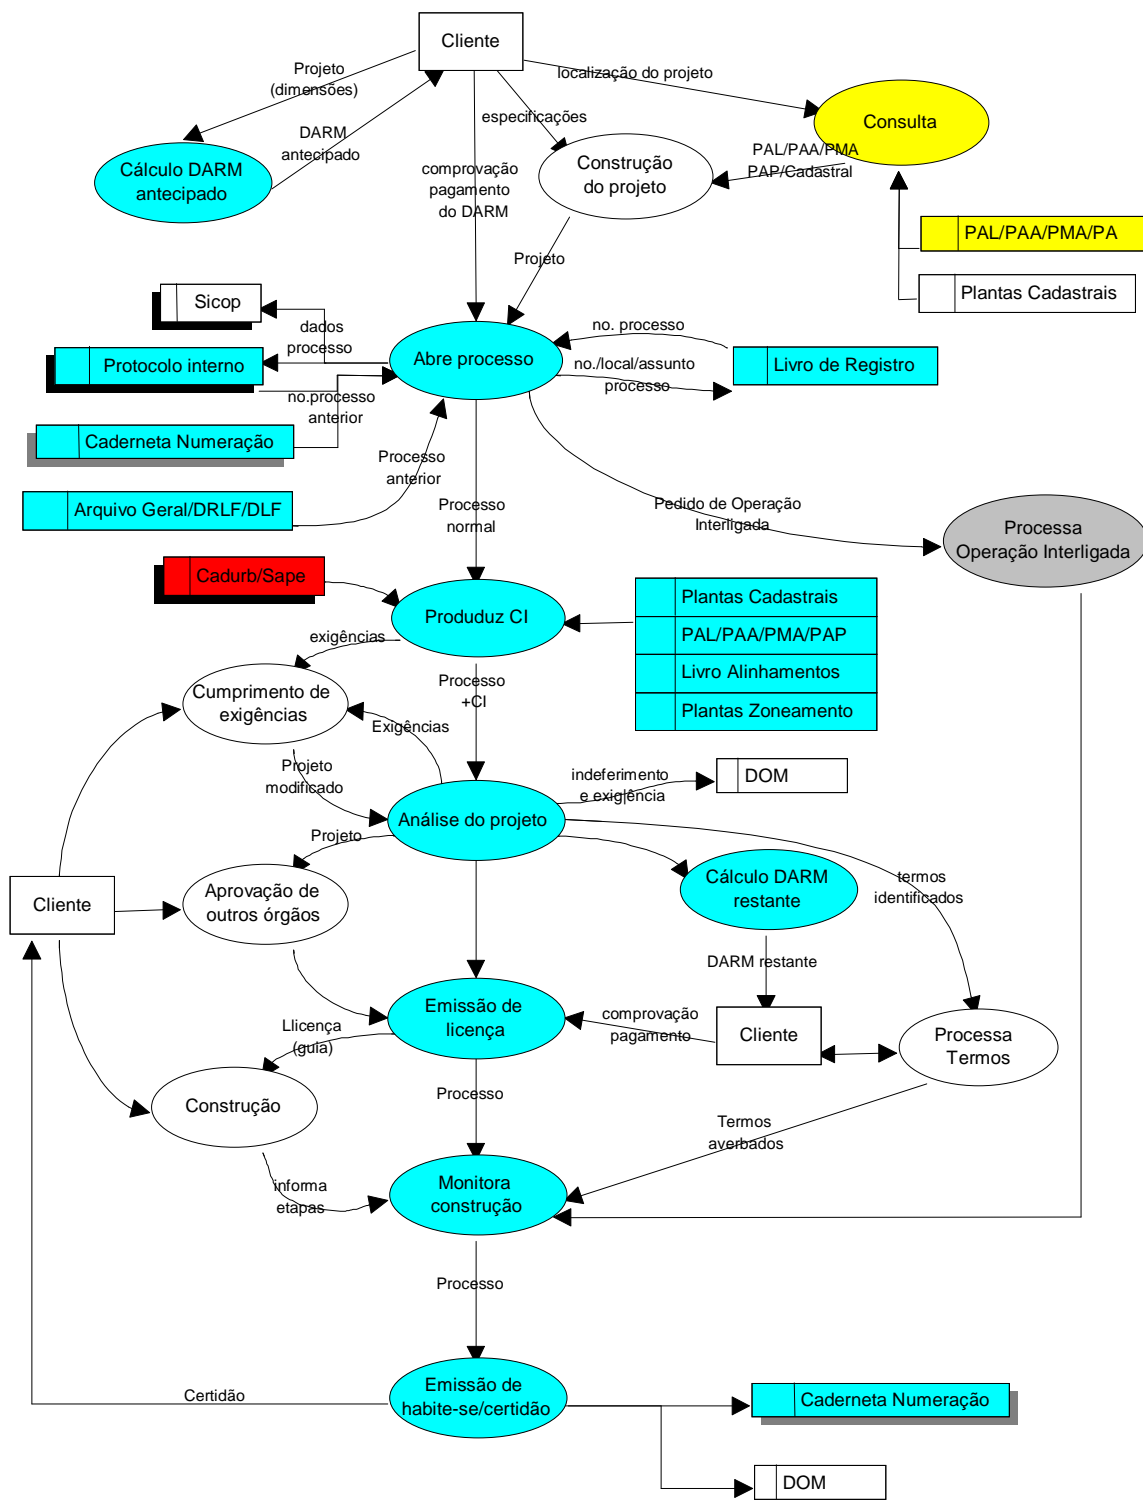 Cliente
Projeto
(dimensões)
localização do projeto
DARM
antecipado
especificações
Consulta
Cálculo DARM
antecipado
comprovação
pagamento
do DARM
Construção
do projeto
PAL/PAA/PMA
PAP/Cadastral
PAL/PAA/PMA/PA
Projeto
Plantas Cadastrais
Sicop
dados
processo
no. processo
Protocolo interno
Abre processo
no./local/assunto
processo
Livro de Registro
no.processo
anterior
Caderneta Numeração
Processo
anterior
Arquivo Geral/DRLF/DLF
Processo
normal
Pedido de Operação
Interligada
Processa
Operação Interligada
Cadurb/Sape
Produduz CI
Plantas Cadastrais
PAL/PAA/PMA/PAP
Livro Alinhamentos
Plantas Zoneamento
exigências
Cumprimento de
exigências
Processo
+CI
Exigências
Projeto
modificado
indeferimento
e exigência
DOM
Análise do projeto
Projeto
Cliente
Aprovação de
outros órgãos
Cálculo DARM
restante
termos
identificados
DARM restante
Emissão de
licença
comprovação
pagamento
Cliente
Processa
Termos
Llicença
(guia)
Construção
Processo
Termos
averbados
informa
etapas
Monitora
construção
Processo
Certidão
Emissão de
habite-se/certidão
Caderneta Numeração
DOM